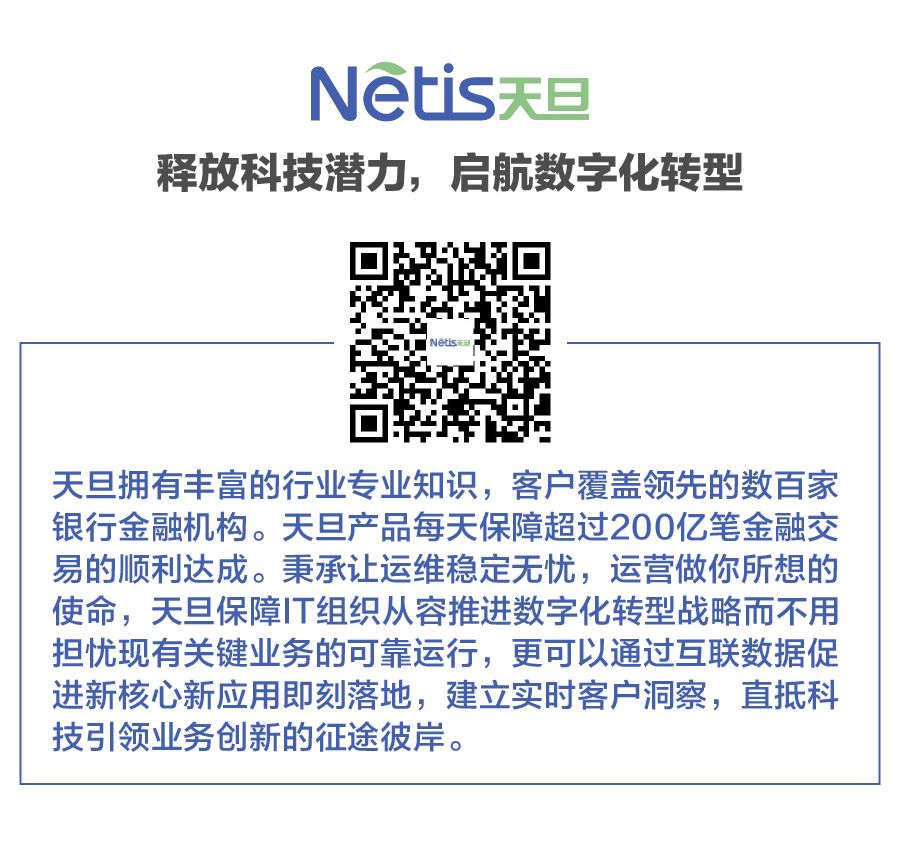 Netis天旦
释放科技潜力，启航数字化转型
Netis天旦
天旦拥有丰富的行业专业知识，客户覆盖领先的数百家
银行金融机构。天旦产品每天保障超过200亿笔金融交
易的顺利达成。秉承让运维稳定无忧，运营做你所想的
使命，天旦保障IT组织从容推进数字化转型战略而不用
担忧现有关键业务的可靠运行，更可以通过互联数据促
进新核心新应用即刻落地，建立实时客户洞察，直抵科
技引领业务创新的征途彼岸。